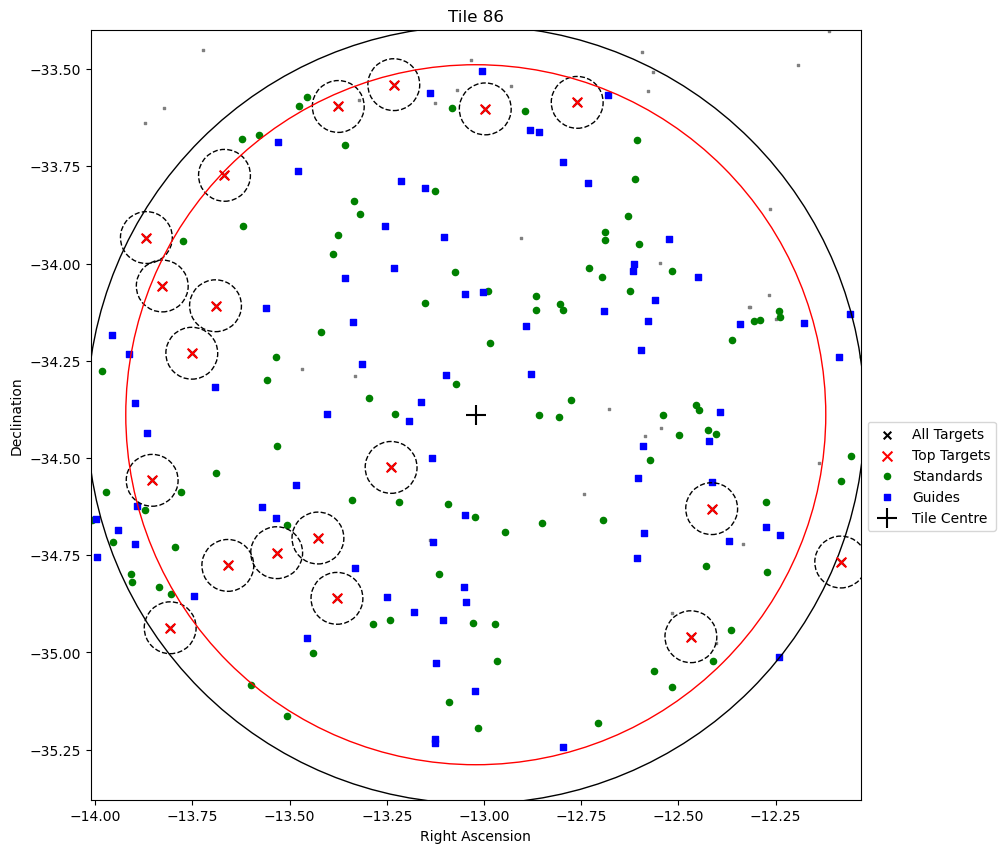 Tile 86
Declination
−33.50
−33.75
−34.00
−34.25
−34.50
−34.75
−35.00
−35.25
−14.00
−13.75
−13.50
−13.25
−13.00
−12.75
−12.50
−12.25
Right Ascension
All Targets
Top Targets
Standards
Guides
Tile Centre